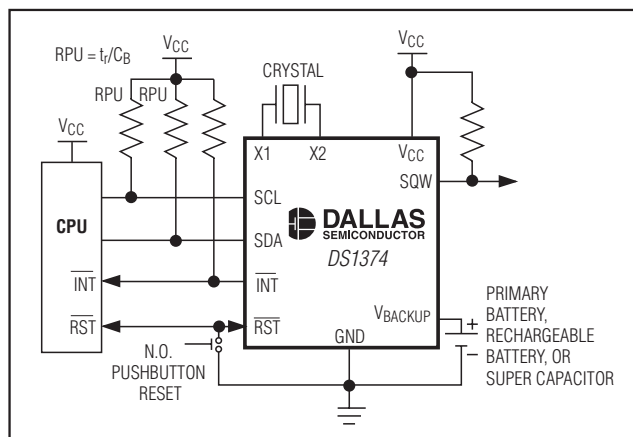 RPU = tr/CB
VCC
VCC
CRYSTAL
RPU
RPU
VCC
X1
X2
VCC
SCL
SQW
CPU
DALLAS
SEMICONDUCTOR
SDA
DS1374
INT
INT
VBACKUP
PRIMARY
BATTERY,
RECHARGEABLE
BATTERY, OR
SUPER CAPACITOR
+
−
RST
RST
GND
N.O.
PUSHBUTTON
RESET